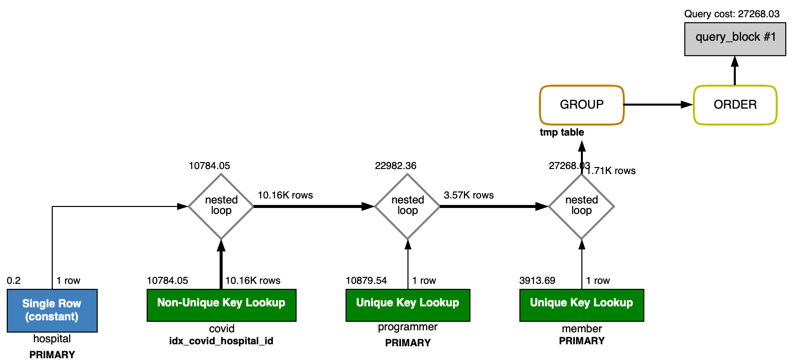 Query cost: 27268.03
query_block #1
GROUP
ORDER
tmp table
10784.05
22982.36
27268.03
1.71K rows
nested
loop
10.16K rows
nested
loop
3.57K rows
nested
loop
0.2
1 row
10784.05
10.16K rows
10879.54
1 row
3913.69
1 row
Single Row
(constant)
Non-Unique Key Lookup
Unique Key Lookup
Unique Key Lookup
hospital
covid
programmer
member
PRIMARY
idx_covid_hospital_id
PRIMARY
PRIMARY